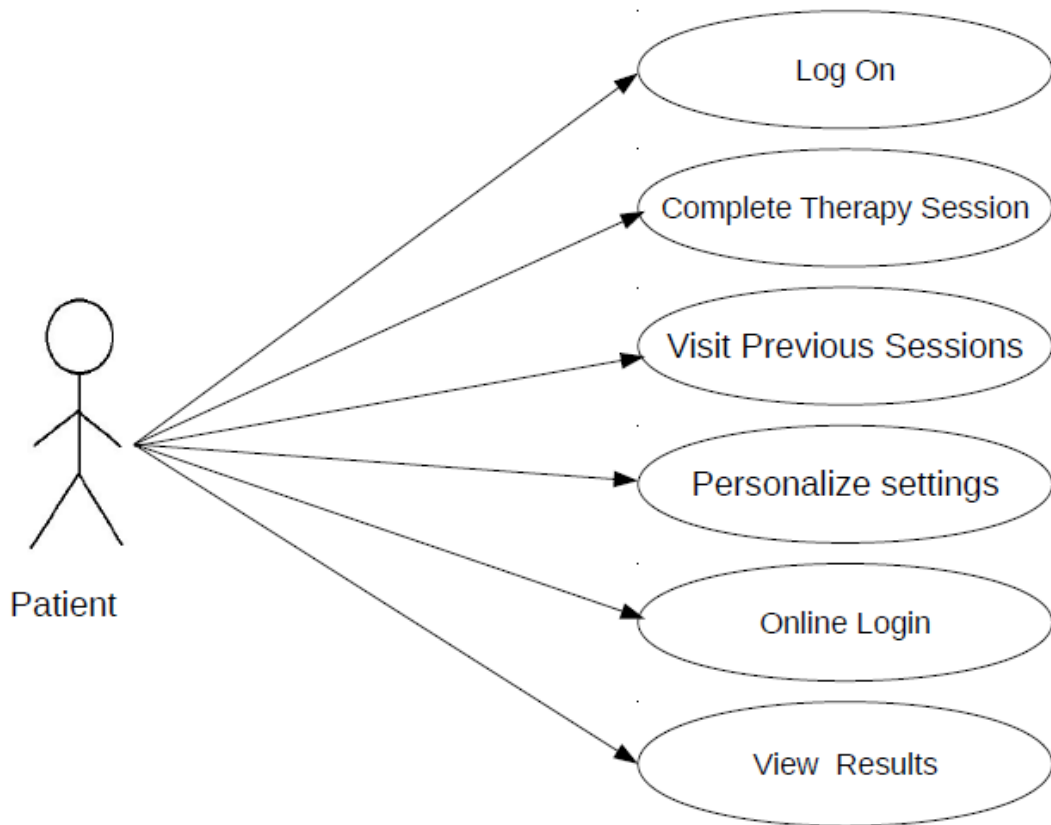 Log On
Complete Therapy Session
Visit Previous Sessions
Personalize settings
Online Login
View Results
Patient